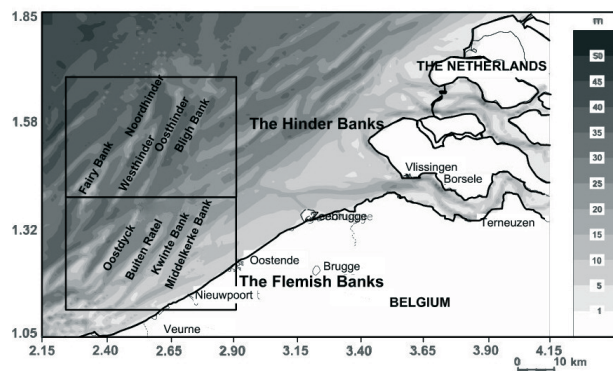 1.85
m
THE NETHERLANDS
50
45
40
35
30
25
20
15
10
5
1
1.58
1.32
1.05
Noordhinder
Oosthinder
Bligh Bank
Westhinder
Fairy Bank
The Hinder Banks
Vlissingen
Borsele
Terneuzen
Zeebrugge
Oostdyck
Buiten Ratel
Kwinte Bank
Middelkerke Bank
Oostende
Brugge
The Flemish Banks
Nieuwpoort
BELGIUM
Veurne
2.15 2.40 2.65 2.90 3.15 3.40 3.65 3.90 4.15
0 10 km